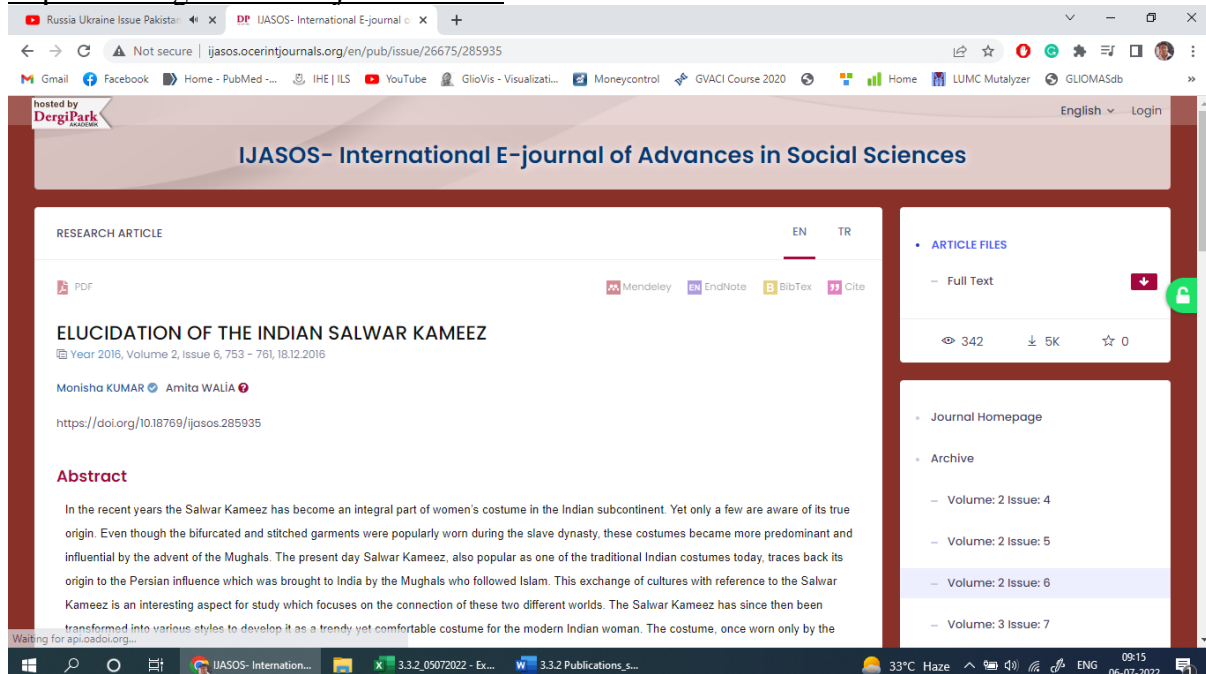 Russia Ukraine Issue Pakistan
IJASOS- International E-journal o
Not secure | ijasos.ocerintjournals.org/en/pub/issue/26675/285935
Gmail Facebook Home - PubMed -... IHE | ILS YouTube GlioVis - Visualizati... Moneycontrol GVACI Course 2020 Home LUMC Mutalyzer GLIOMASdb »
hosted by
DergiPark
AKADEMİK
English Login
IJASOS- International E-journal of Advances in Social Sciences
RESEARCH ARTICLE EN TR
PDF Mendeley EN EndNote B BibTex Cite
ELUCIDATION OF THE INDIAN SALWAR KAMEEZ
Year 2016, Volume 2, Issue 6, 753 - 761, 18.12.2016
Monisha KUMAR Amita WALİA
https://doi.org/10.18769/ijasos.285935
Abstract
In the recent years the Salwar Kameez has become an integral part of women's costume in the Indian subcontinent. Yet only a few are aware of its true
origin. Even though the bifurcated and stitched garments were popularly worn during the slave dynasty, these costumes became more predominant and
influential by the advent of the Mughals. The present day Salwar Kameez, also popular as one of the traditional Indian costumes today, traces back its
origin to the Persian influence which was brought to India by the Mughals who followed Islam. This exchange of cultures with reference to the Salwar
Kameez is an interesting aspect for study which focuses on the connection of these two different worlds. The Salwar Kameez has since then been
transformed into various styles to develop it as a trendy yet comfortable costume for the modern Indian woman. The costume, once worn only by the
ARTICLE FILES
– Full Text
342 5K 0
Journal Homepage
Archive
– Volume: 2 Issue: 4
– Volume: 2 Issue: 5
– Volume: 2 Issue: 6
– Volume: 3 Issue: 7
Waiting for api.oadoi.org...
IJASOS- Internation... 3.3.2_05072022 - Ex... 3.3.2 Publications_s... 33°C Haze ENG 09:15
06-07-2022